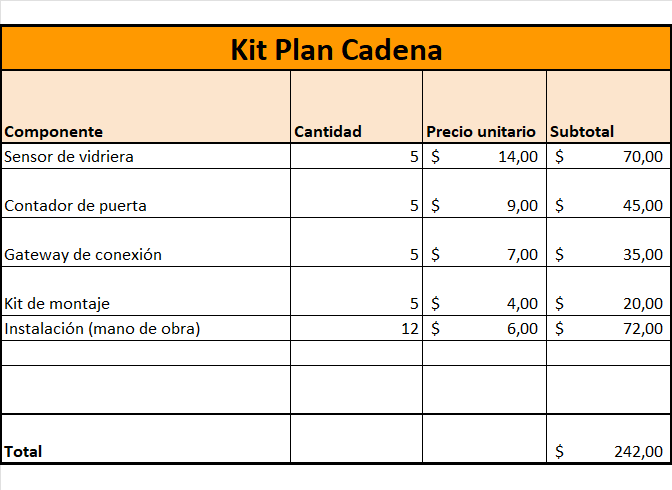 Kit Plan Cadena
Componente Cantidad Precio unitario Subtotal
Sensor de vidriera 5 $ 14,00 $ 70,00
Contador de puerta 5 $ 9,00 $ 45,00
Gateway de conexión 5 $ 7,00 $ 35,00
Kit de montaje 5 $ 4,00 $ 20,00
Instalación (mano de obra) 12 $ 6,00 $ 72,00
Total $ 242,00